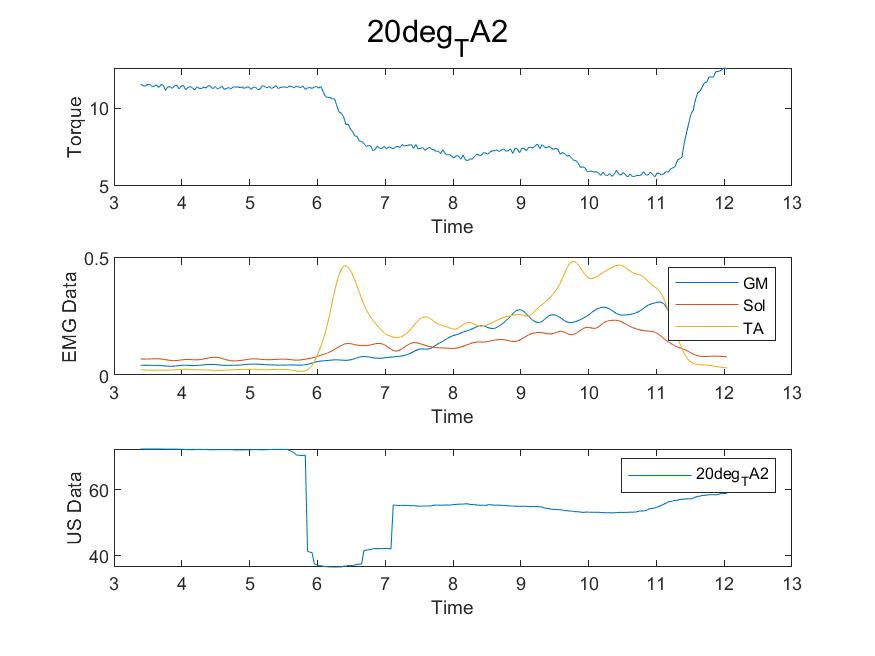 20deg_TA2
10
5
Torque
3 4 5 6 7 8 9 10 11 12 13
Time
0.5
0
EMG Data
GM
Sol
TA
3 4 5 6 7 8 9 10 11 12 13
Time
60
40
US Data
20deg_TA2
3 4 5 6 7 8 9 10 11 12 13
Time